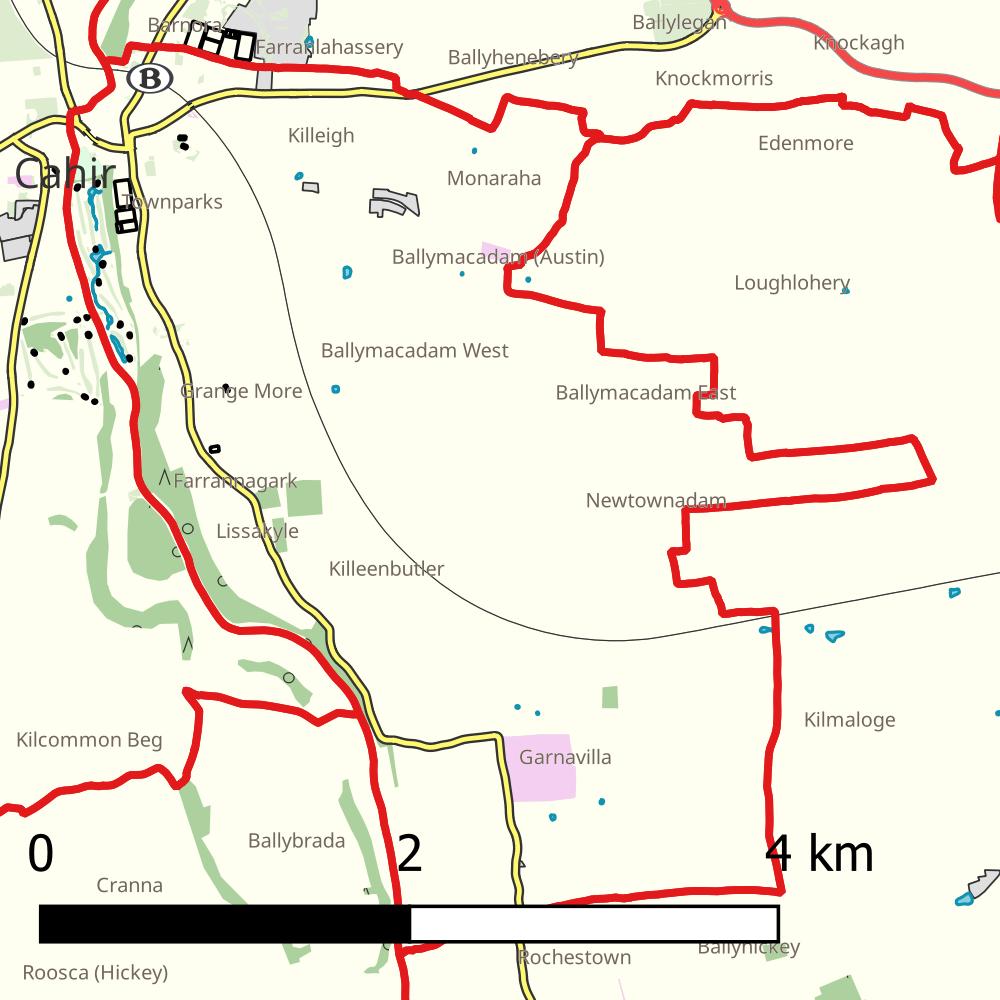 Ballylegan
Barnora
Farranlahassery
Knockagh
Ballyhenebery
B
Knockmorris
Killeigh
Edenmore
Cahir
Monaraha
Townparks
Ballymacadam (Austin)
Loughlohery
Ballymacadam West
Grange More
Ballymacadam East
Farrannagark
Newtownadam
Lissakyle
Killeenbutler
Kilmaloge
Kilcommon Beg
Garnavilla
Ballybrada
0 2 4 km
Cranna
Ballyhickey
Rochestown
Roosca (Hickey)